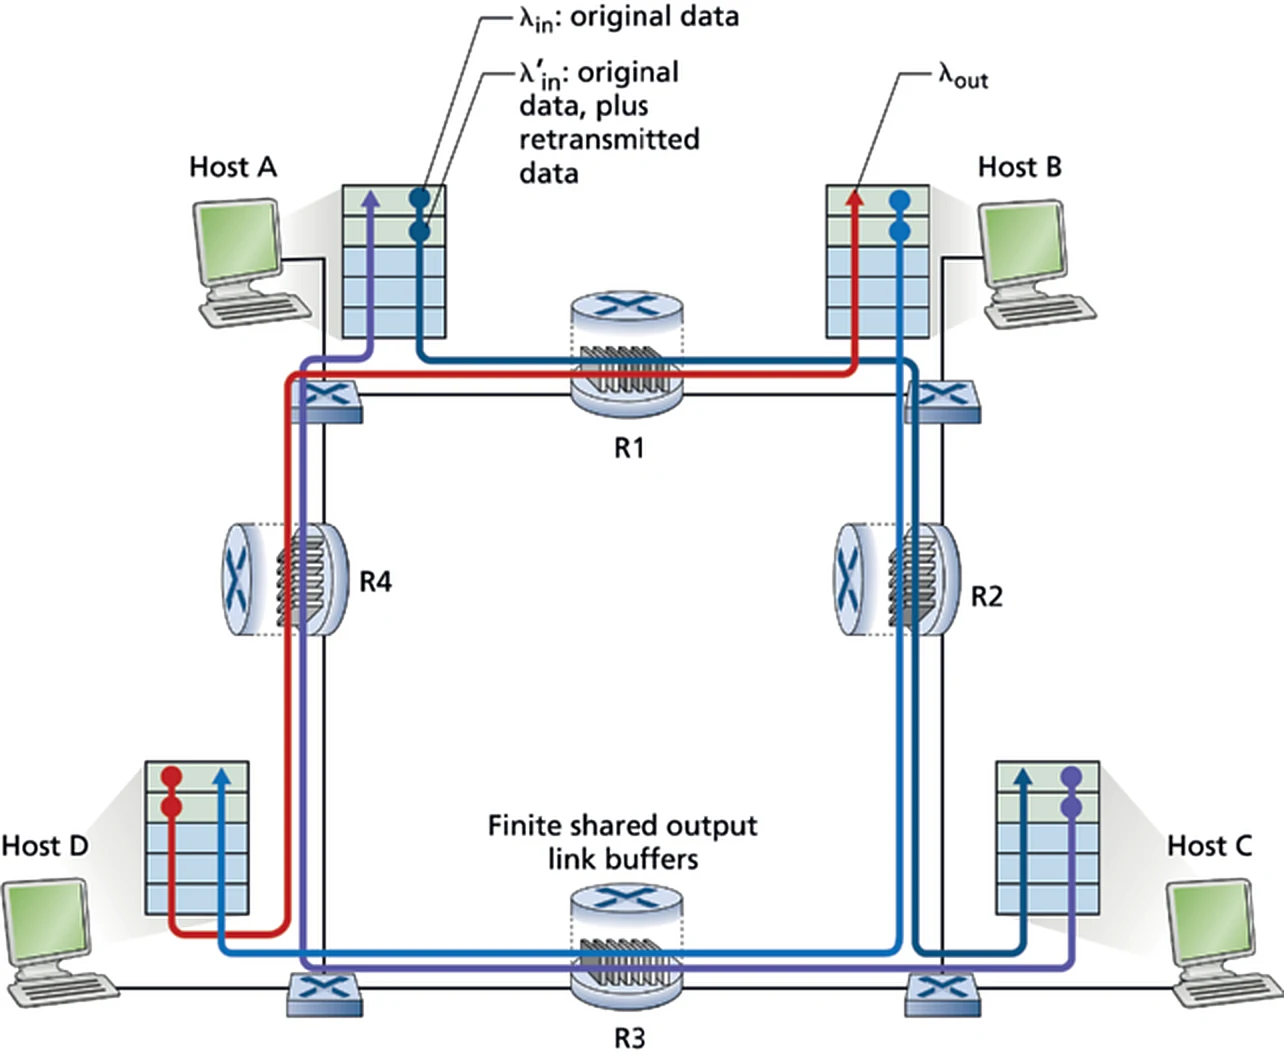 λin: original data
λ′in: original
data, plus
retransmitted
data
λout
Host A
Host B
R1
R4
R2
Finite shared output
link buffers
Host D
Host C
R3